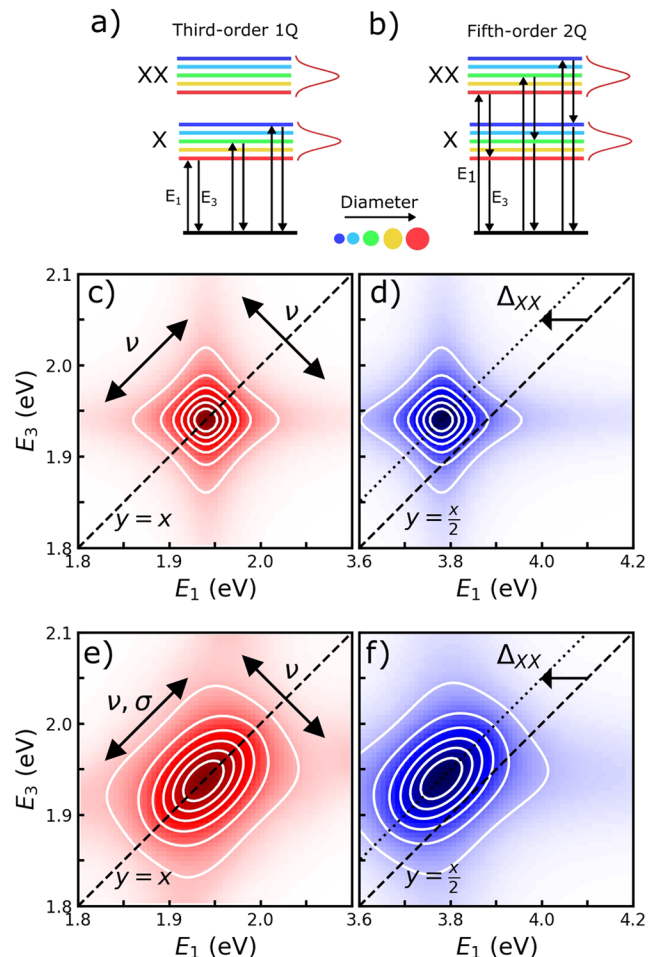 a)
Third-order 1Q
XX
X
E1
E3
b)
Fifth-order 2Q
XX
X
E1
E3
Diameter
c)
ν
ν
y = x
2.1
2.0
1.9
1.8
E3 (eV)
1.8
1.9
2.0
3.6
E1 (eV)
d)
ΔXX
y = x/2
3.8
4.0
4.2
E1 (eV)
e)
ν, σ
ν
y = x
2.1
2.0
1.9
1.8
E3 (eV)
1.8
1.9
2.0
3.6
E1 (eV)
f)
ΔXX
y = x/2
3.8
4.0
4.2
E1 (eV)